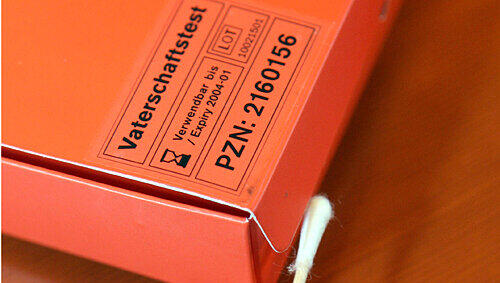 Vaterschaftstest
LOT
10021501
Verwendbar bis
/ Expiry 2004-01
PZN: 2160156